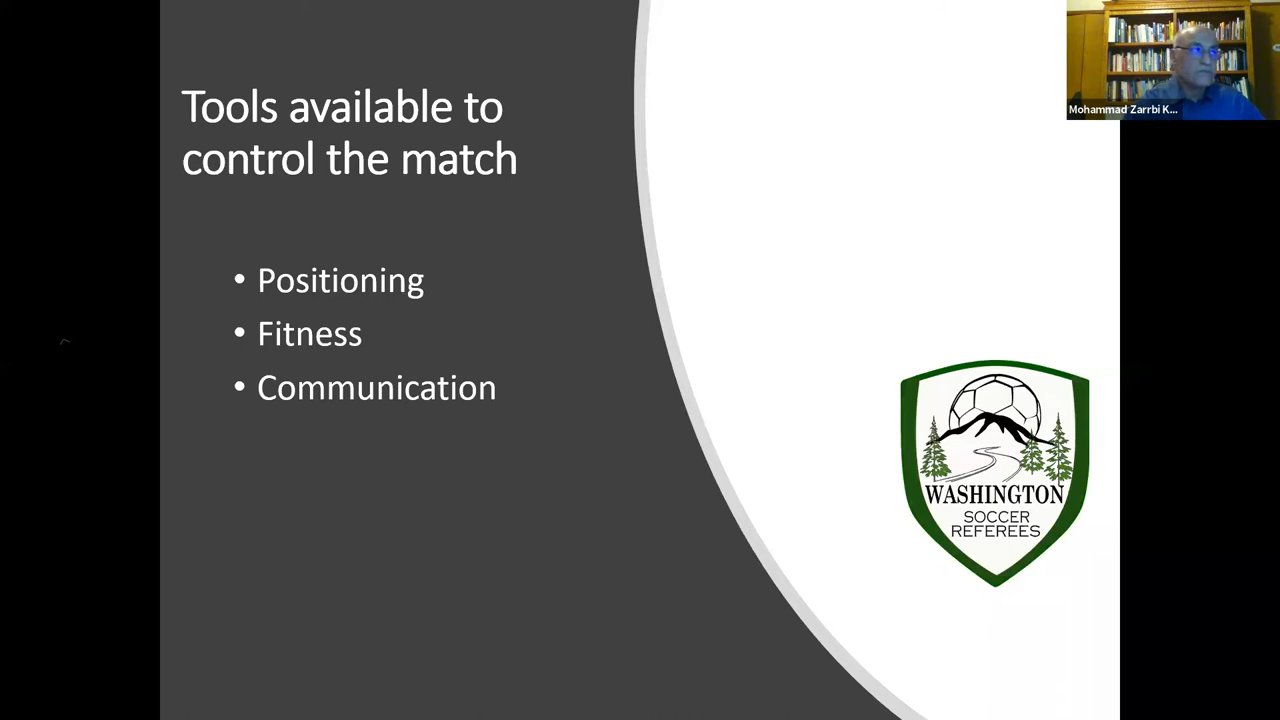 Tools available to
control the match
• Positioning
• Fitness
• Communication
Mohammad Zarrbi K...
WASHINGTON
SOCCER
REFEREES